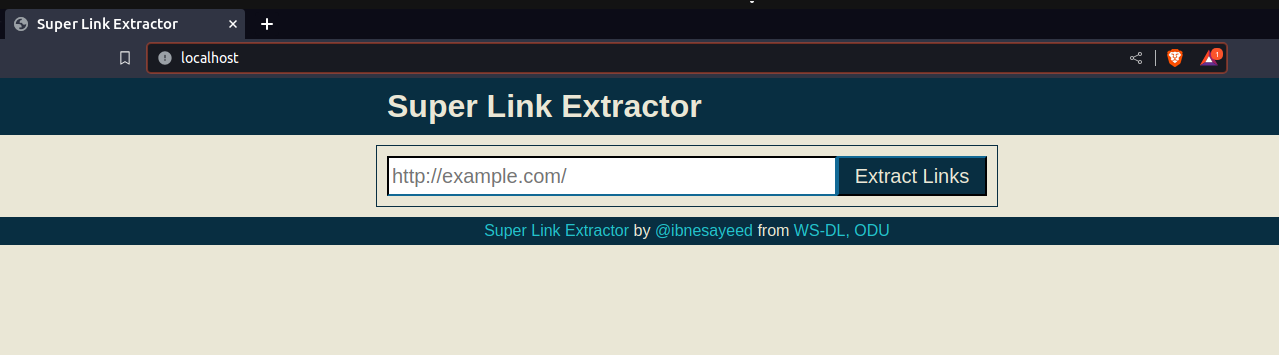 Super Link Extractor
localhost
1
Super Link Extractor
http://example.com/ Extract Links
Super Link Extractor by @ibnesayeed from WS-DL, ODU